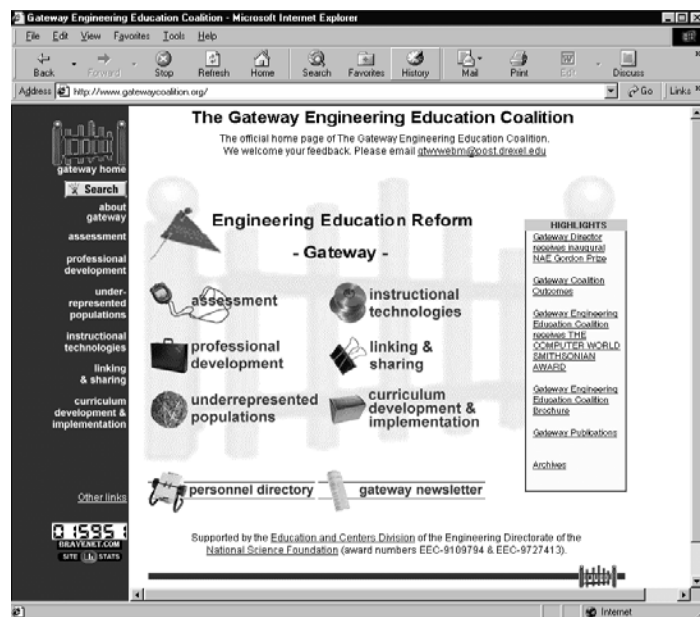 Gateway Engineering Education Coalition - Microsoft Internet Explorer
File Edit View Favorites Tools Help
Back Forward Stop Refresh Home Search Favorites History Mail Print Edit Discuss
Address http://www.gatewaycoalition.org/ Go Links
The Gateway Engineering Education Coalition
The official home page of The Gateway Engineering Education Coalition.
We welcome your feedback. Please email gtwwebm@post.drexel.edu
gateway home
Search
about
gateway
assessment
professional
development
under-
represented
populations
instructional
technologies
linking
& sharing
curriculum
development &
implementation
Other links
015951
BRAVENET.COM
SITE STATS
Engineering Education Reform
- Gateway -
assessment
instructional
technologies
professional
development
linking &
sharing
underrepresented
populations
curriculum
development &
implementation
personnel directory
gateway newsletter
HIGHLIGHTS
Gateway Director
receives inaugural
NAE Gordon Prize
Gateway Coalition
Outcomes
Gateway Engineering
Education Coalition
receives THE
COMPUTER WORLD
SMITHSONIAN
AWARD
Gateway Engineering
Education Coalition
Brochure
Gateway Publications
Archives
Supported by the Education and Centers Division of the Engineering Directorate of the
National Science Foundation (award numbers EEC-9109794 & EEC-9727413).
Internet